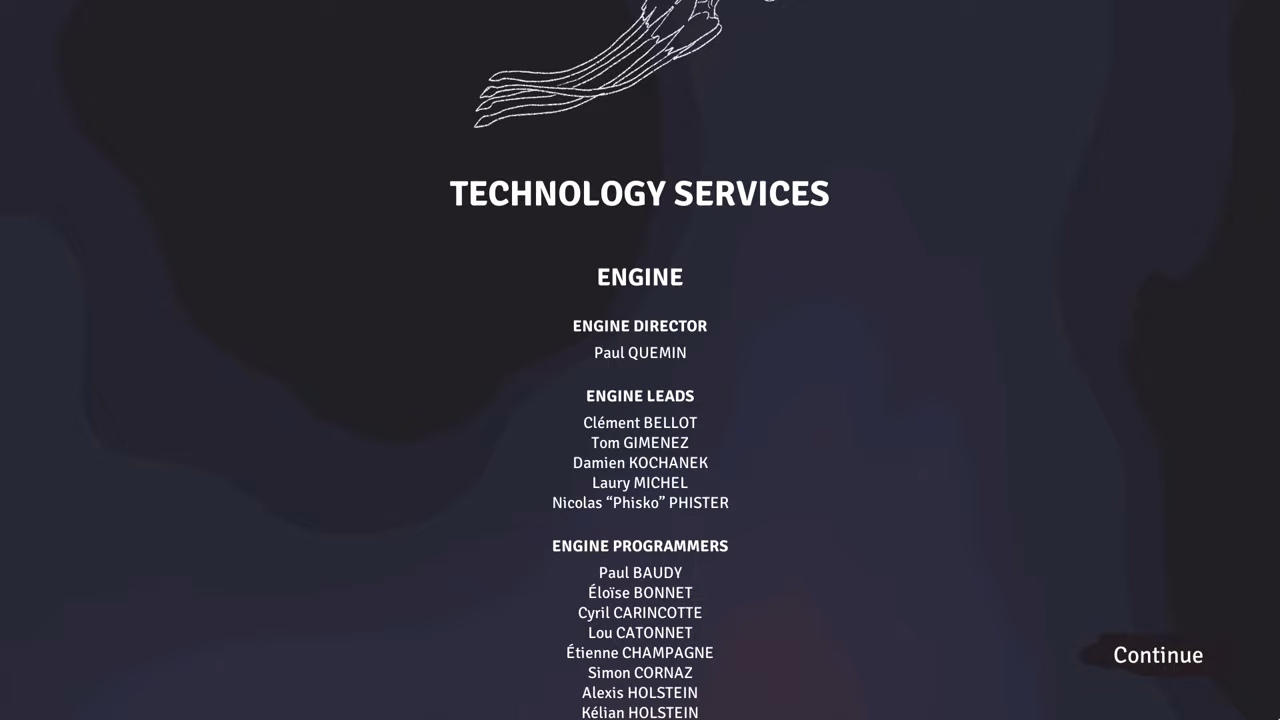 TECHNOLOGY SERVICES
ENGINE
ENGINE DIRECTOR
Paul QUEMIN
ENGINE LEADS
Clément BELLOT
Tom GIMENEZ
Damien KOCHANEK
Laury MICHEL
Nicolas “Phisko” PHISTER
ENGINE PROGRAMMERS
Paul BAUDY
Éloïse BONNET
Cyril CARINCOTTE
Lou CATONNET
Étienne CHAMPAGNE
Simon CORNAZ
Alexis HOLSTEIN
Kélian HOLSTEIN
Continue